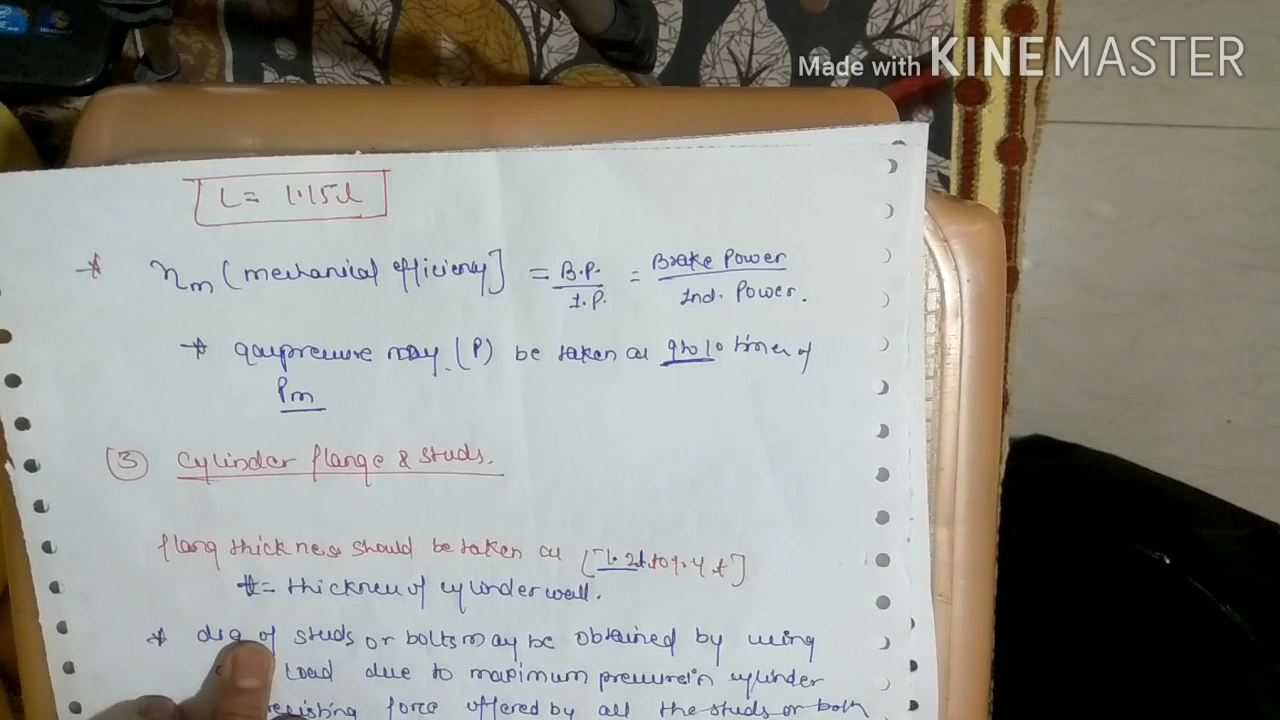 Made with KINEMASTER
L = 1.15d
* ηm (mechanical efficiency] = B.P. / I.P. = Brake Power / Ind. Power.
* gas pressure may (P) be taken as 9 to 10 times of
Pm
(3) Cylinder flange & studs.
flang thickness should be taken as [1.2t to 1.4 t]
t = thickness of cylinder wall.
* dia of studs or bolts may be obtained by using
load due to maximum pressure in cylinder
resisting force offered by all the studs or bolts